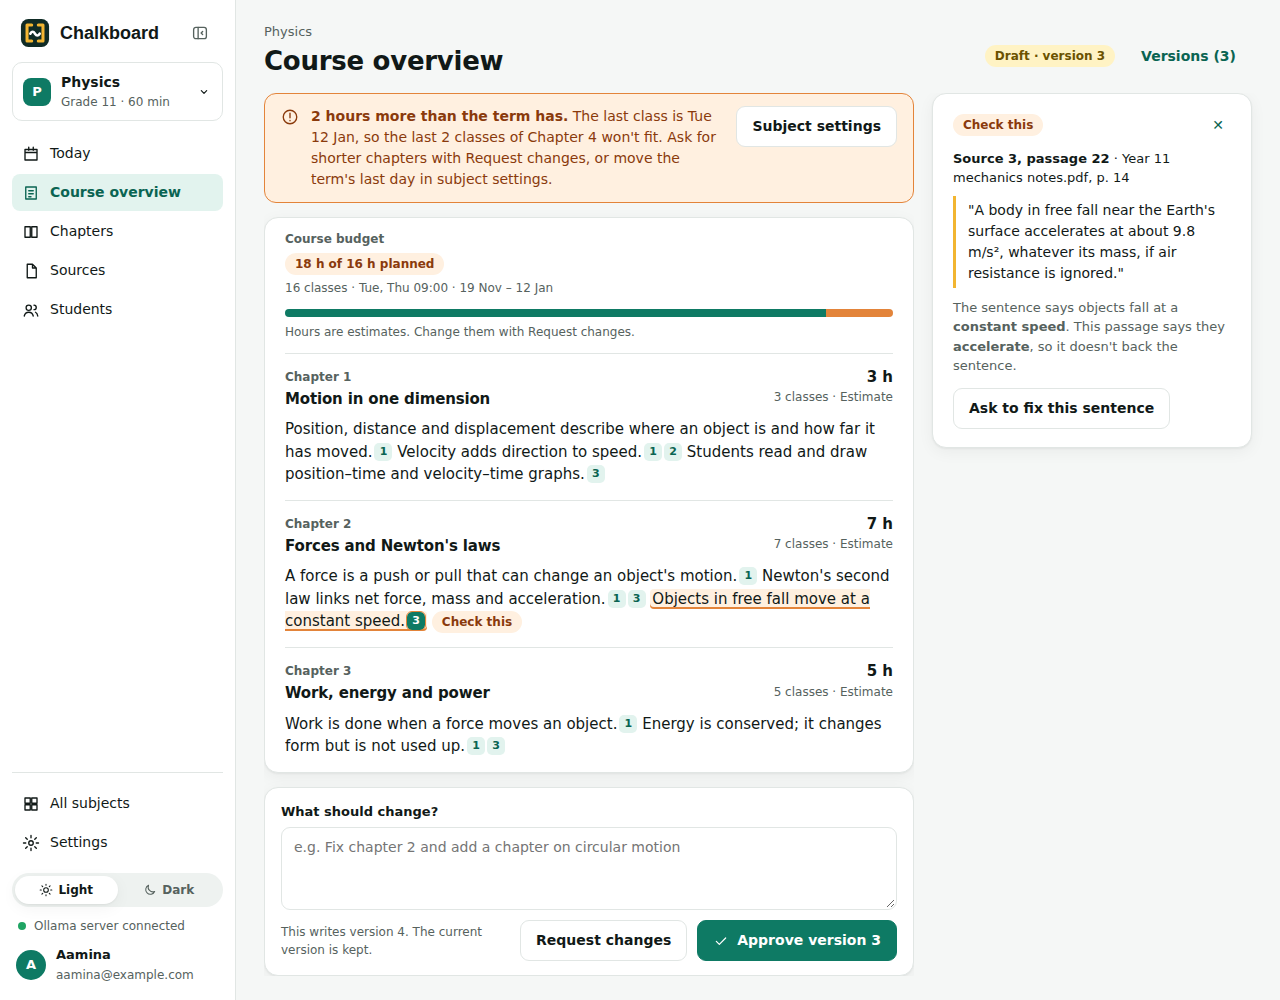 Chalkboard
P
Physics
Grade 11 · 60 min
Today
Course overview
Chapters
Sources
Students
All subjects
Settings
Light
Dark
Ollama server connected
A
Aamina
aamina@example.com
Physics
Course overview
Draft · version 3
Versions (3)
2 hours more than the term has. The last class is Tue
12 Jan, so the last 2 classes of Chapter 4 won't fit. Ask for
shorter chapters with Request changes, or move the
term's last day in subject settings.
Subject settings
Course budget
18 h of 16 h planned
16 classes · Tue, Thu 09:00 · 19 Nov – 12 Jan
Hours are estimates. Change them with Request changes.
Chapter 1
3 h
Motion in one dimension
3 classes · Estimate
Position, distance and displacement describe where an object is and how far it
has moved. 1 Velocity adds direction to speed. 1 2 Students read and draw
position–time and velocity–time graphs. 3
Chapter 2
7 h
Forces and Newton's laws
7 classes · Estimate
A force is a push or pull that can change an object's motion. 1 Newton's second
law links net force, mass and acceleration. 1 3 Objects in free fall move at a
constant speed. 3 Check this
Chapter 3
5 h
Work, energy and power
5 classes · Estimate
Work is done when a force moves an object. 1 Energy is conserved; it changes
form but is not used up. 1 3
What should change?
e.g. Fix chapter 2 and add a chapter on circular motion
This writes version 4. The current
version is kept.
Request changes
Approve version 3
Check this
✕
Source 3, passage 22 · Year 11
mechanics notes.pdf, p. 14
"A body in free fall near the Earth's
surface accelerates at about 9.8
m/s², whatever its mass, if air
resistance is ignored."
The sentence says objects fall at a
constant speed. This passage says they
accelerate, so it doesn't back the
sentence.
Ask to fix this sentence